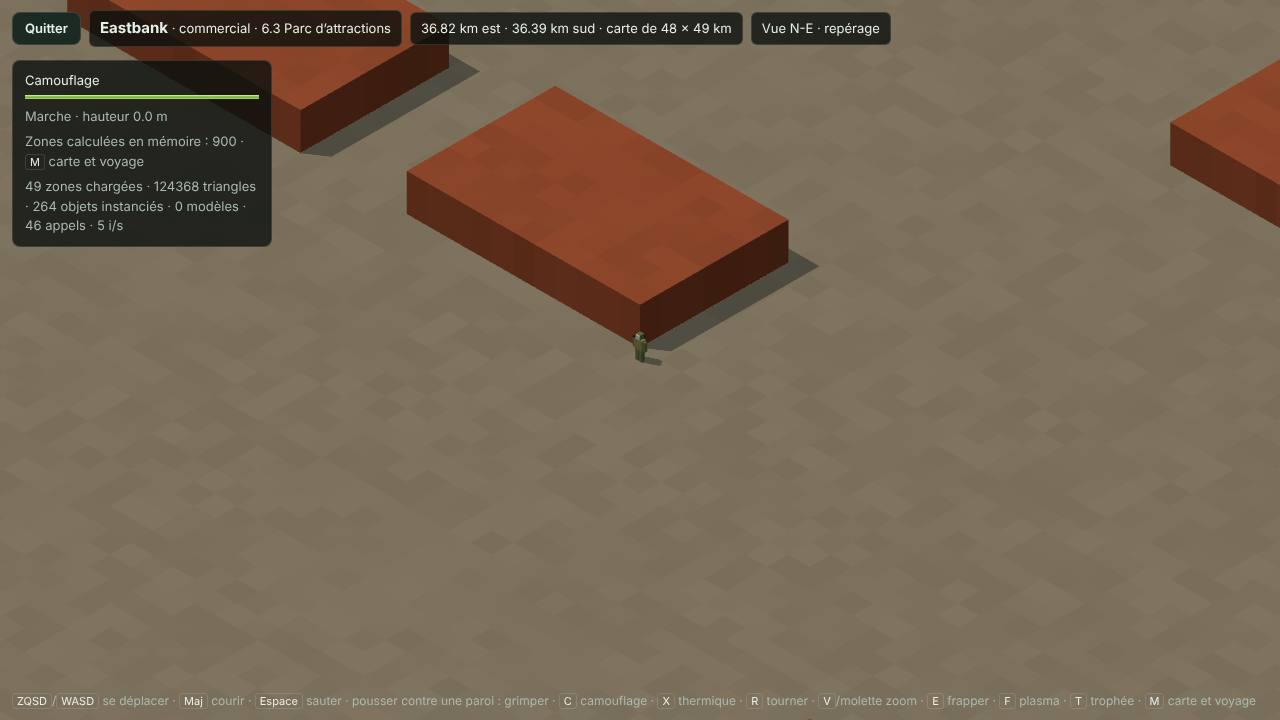 Quitter
Eastbank · commercial · 6.3 Parc d’attractions
36.82 km est · 36.39 km sud · carte de 48 × 49 km
Vue N-E · repérage
Camouflage
Marche · hauteur 0.0 m
Zones calculées en mémoire : 900 ·
M carte et voyage
49 zones chargées · 124368 triangles
· 264 objets instanciés · 0 modèles ·
46 appels · 5 i/s
ZQSD / WASD se déplacer · Maj courir · Espace sauter · pousser contre une paroi : grimper · C camouflage · X thermique · R tourner · V /molette zoom · E frapper · F plasma · T trophée · M carte et voyage